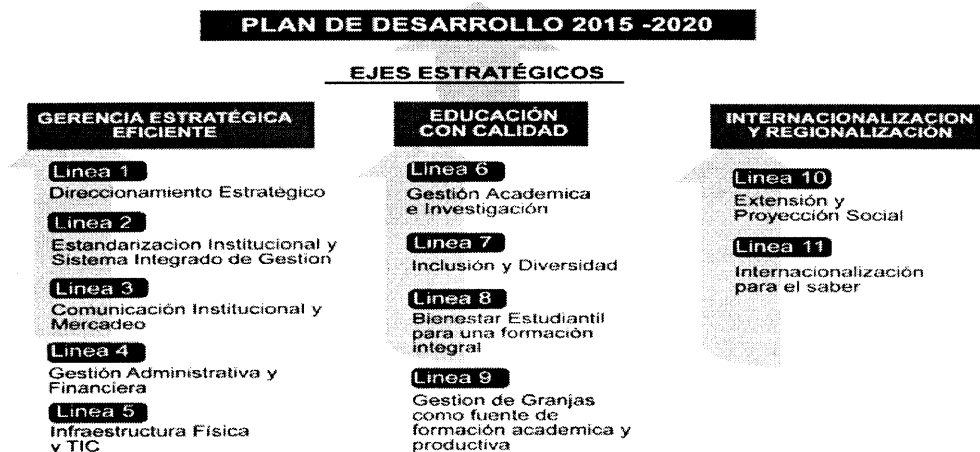 PLAN DE DESARROLLO 2015 -2020
EJES ESTRATÉGICOS
GERENCIA ESTRATÉGICA
EFICIENTE
Linea 1
Direccionamiento Estratégico
Linea 2
Estandarizacion Institucional y
Sistema Integrado de Gestion
Linea 3
Comunicación Institucional y
Mercadeo
Linea 4
Gestión Administrativa y
Financiera
Linea 5
Infraestructura Física
y TIC
EDUCACIÓN
CON CALIDAD
Linea 6
Gestión Academica
e Investigación
Linea 7
Inclusión y Diversidad
Linea 8
Bienestar Estudiantil
para una formación
integral
Linea 9
Gestion de Granjas
como fuente de
formación academica y
productiva
INTERNACIONALIZACION
Y REGIONALIZACIÓN
Linea 10
Extensión y
Proyección Social
Linea 11
Internacionalización
para el saber